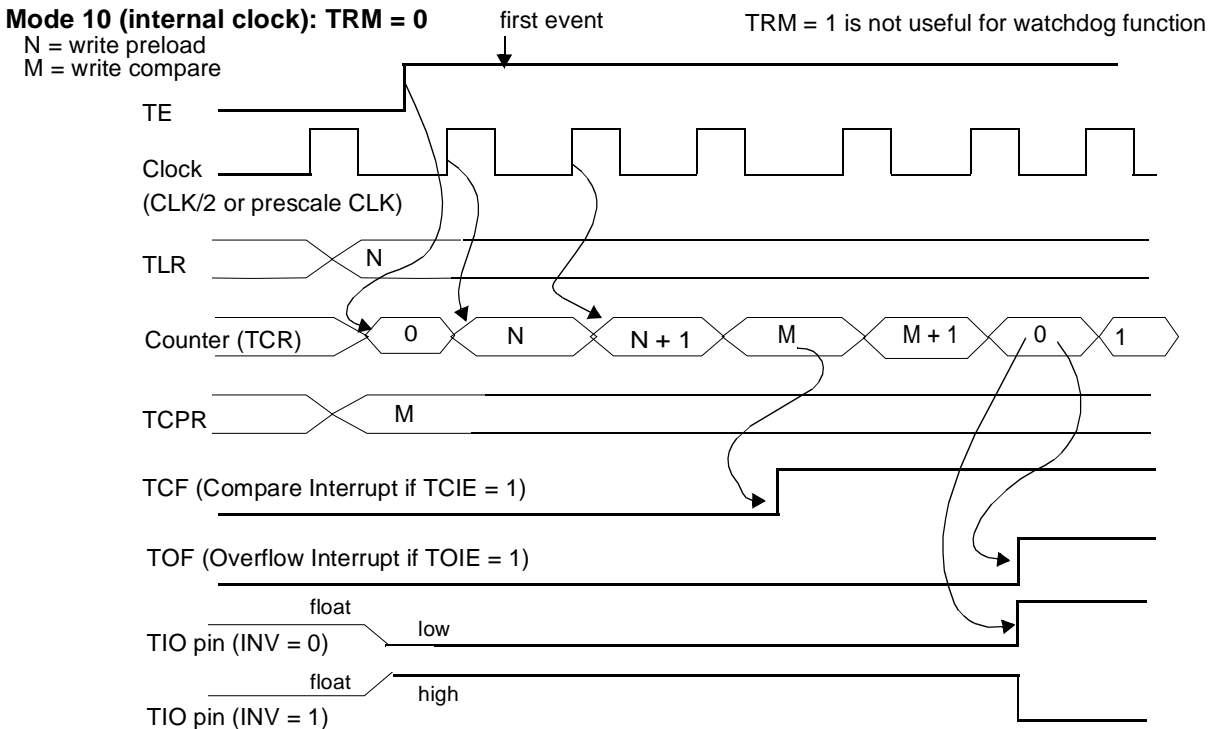 Mode 10 (internal clock): TRM = 0
first event
TRM = 1 is not useful for watchdog function
N = write preload
M = write compare
TE
Clock
(CLK/2 or prescale CLK)
TLR
N
Counter (TCR)
0
N
N + 1
M
M + 1
0
1
TCPR
M
TCF (Compare Interrupt if TCIE = 1)
TOF (Overflow Interrupt if TOIE = 1)
float
low
TIO pin (INV = 0)
float
high
TIO pin (INV = 1)